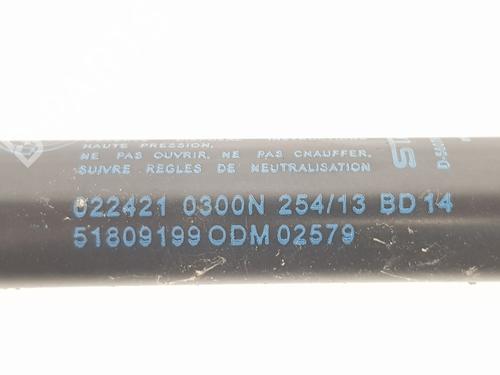 HAUTE PRESSION.
NE PAS OUVRIR, NE PAS CHAUFFER,
SUIVRE REGLES DE NEUTRALISATION
022421 0300N 254/13 BD 14
51809199 ODM 02579